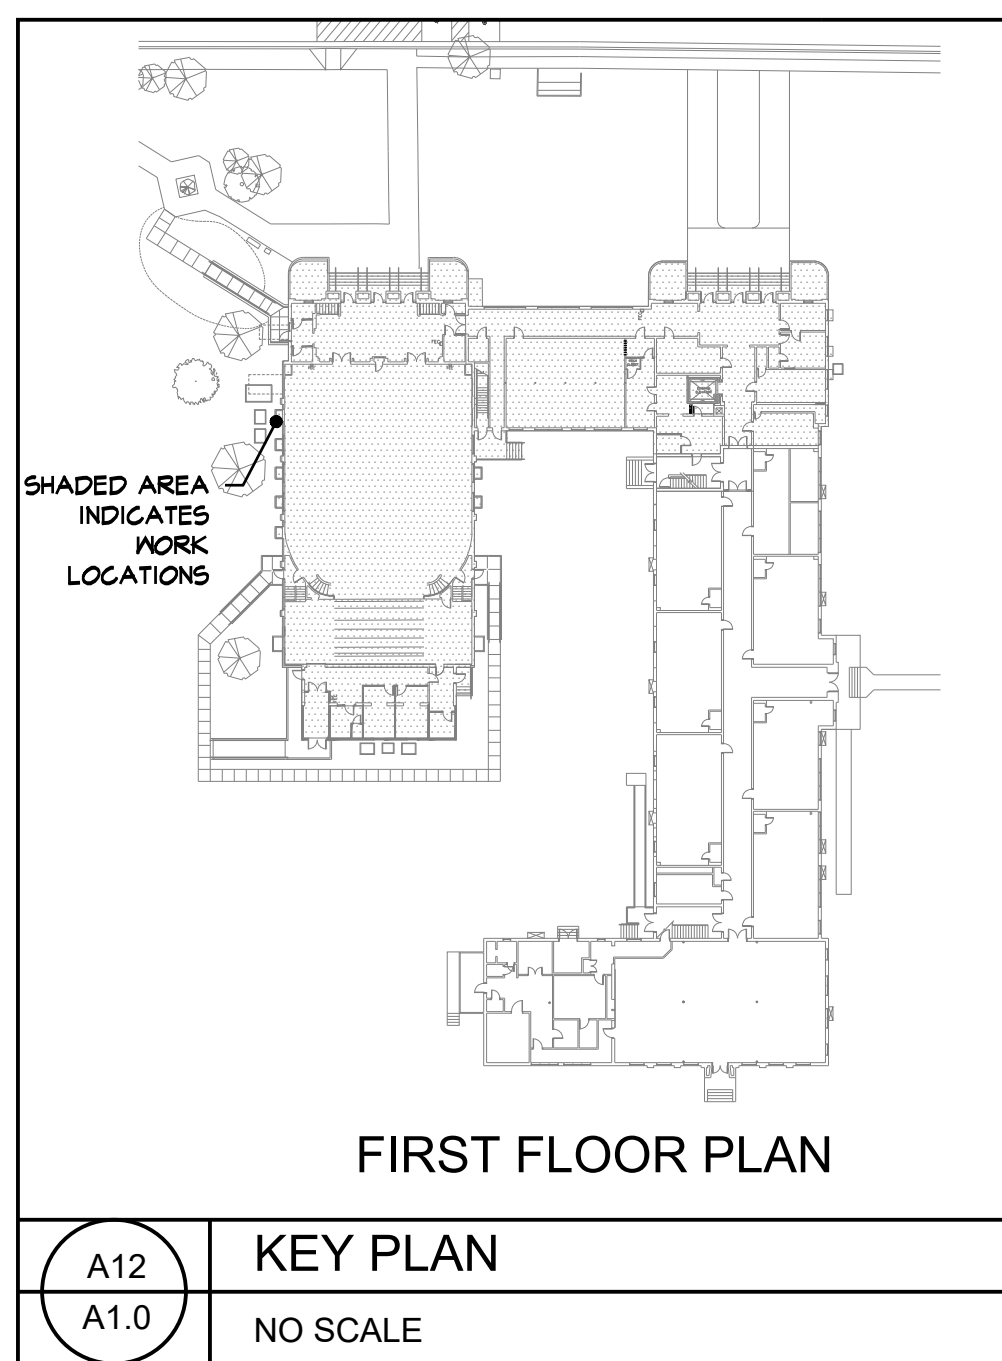 SHADED AREA
INDICATES
WORK
LOCATIONS
FIRST FLOOR PLAN
A12
KEY PLAN
A1.0
NO SCALE